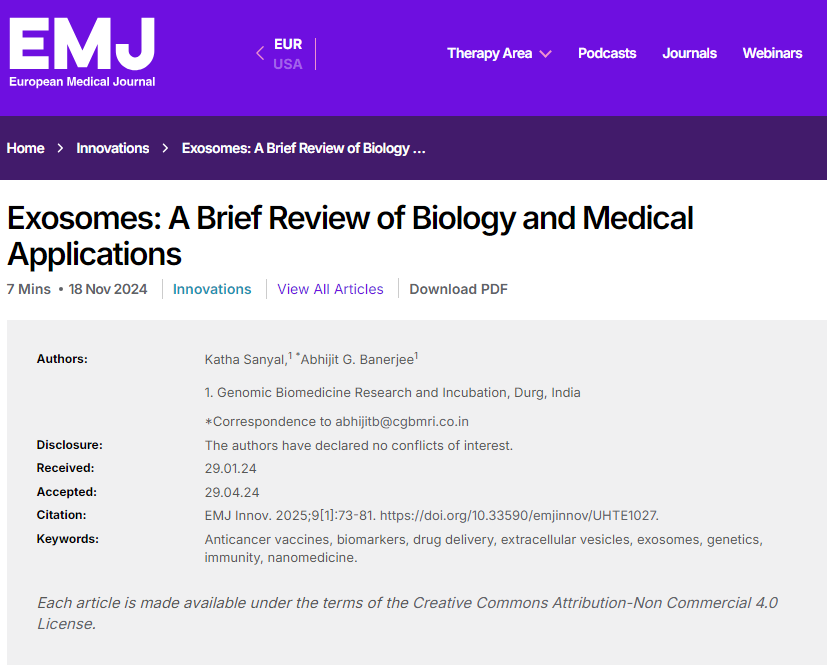 EMJ
European Medical Journal
EUR
USA
Therapy Area
Podcasts
Journals
Webinars
Home > Innovations > Exosomes: A Brief Review of Biology ...
Exosomes: A Brief Review of Biology and Medical
Applications
7 Mins • 18 Nov 2024 Innovations View All Articles Download PDF
Authors: Katha Sanyal,1 *Abhijit G. Banerjee1
1. Genomic Biomedicine Research and Incubation, Durg, India
*Correspondence to abhijitb@cgbmri.co.in
Disclosure: The authors have declared no conflicts of interest.
Received: 29.01.24
Accepted: 29.04.24
Citation: EMJ Innov. 2025;9[1]:73-81. https://doi.org/10.33590/emjinnov/UHTE1027.
Keywords: Anticancer vaccines, biomarkers, drug delivery, extracellular vesicles, exosomes, genetics,
immunity, nanomedicine.
Each article is made available under the terms of the Creative Commons Attribution-Non Commercial 4.0
License.